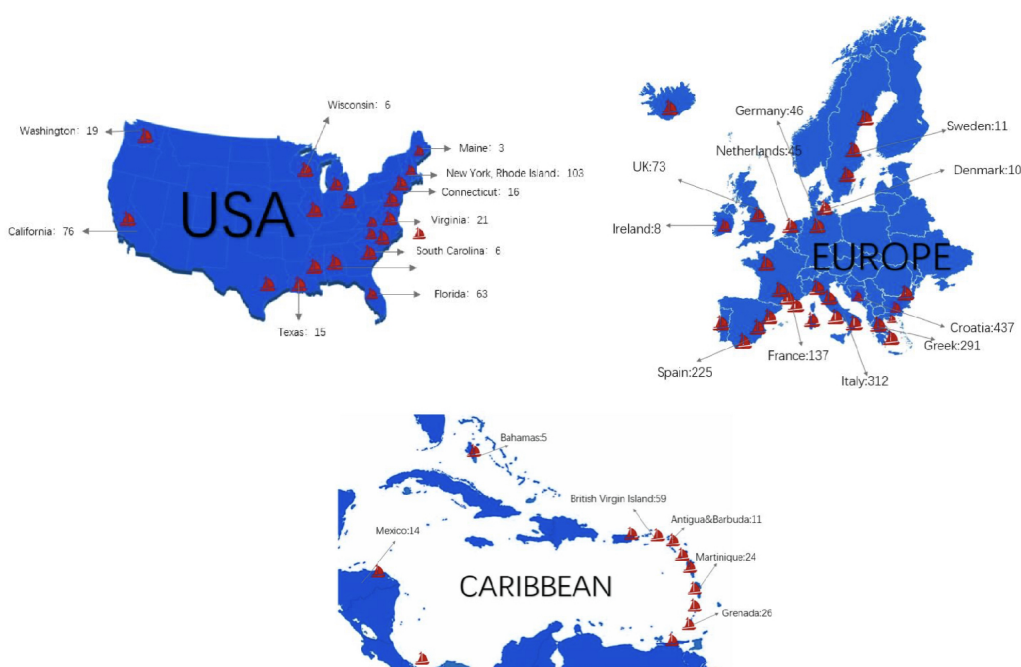 Wisconsin: 6
Washington: 19
Maine: 3
New York, Rhode Island: 103
Connecticut: 16
USA
Virginia: 21
California: 76
South Carolina: 6
Florida: 63
Texas: 15
Germany:46
Sweden:11
Netherlands:45
UK:73
Denmark:10
Ireland:8
EUROPE
Croatia:437
Greek:291
France:137
Spain:225
Italy:312
Bahamas:5
British Virgin Island:59
Antigua&Barbuda:11
Mexico:14
Martinique:24
CARIBBEAN
Grenada:26